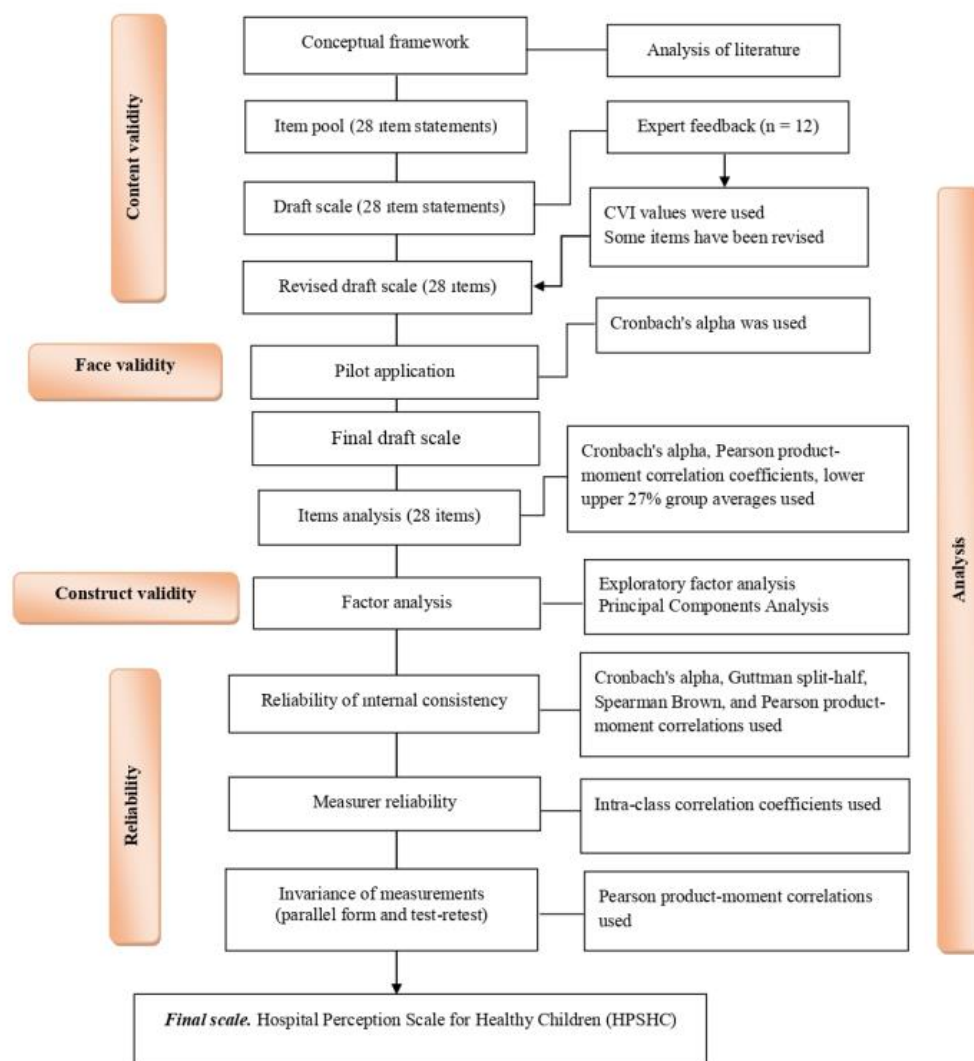 Conceptual framework
Analysis of literature
Content validity
Item pool (28 item statements)
Expert feedback (n = 12)
Draft scale (28 item statements)
CVI values were used
Some items have been revised
Revised draft scale (28 items)
Cronbach's alpha was used
Face validity
Pilot application
Final draft scale
Cronbach's alpha, Pearson product-
moment correlation coefficients, lower
upper 27% group averages used
Items analysis (28 items)
Analysis
Construct validity
Factor analysis
Exploratory factor analysis
Principal Components Analysis
Reliability of internal consistency
Cronbach's alpha, Guttman split-half,
Spearman Brown, and Pearson product-
moment correlations used
Reliability
Measurer reliability
Intra-class correlation coefficients used
Invariance of measurements
(parallel form and test-retest)
Pearson product-moment correlations
used
Final scale. Hospital Perception Scale for Healthy Children (HPSHC)